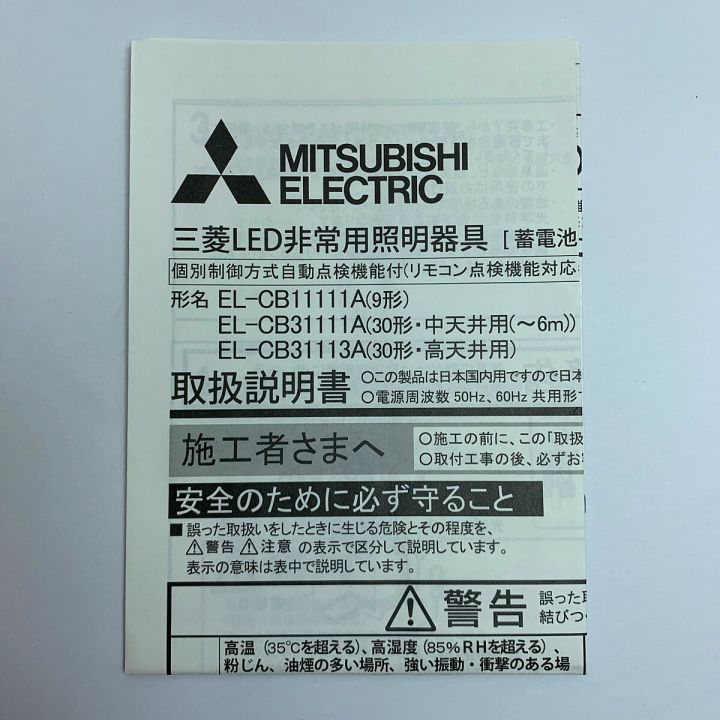 MITSUBISHI
ELECTRIC
三菱LED非常用照明器具 [蓄電池
個別制御方式自動点検機能付(リモコン点検機能対応
形名 EL-CB11111A(9形)
EL-CB31111A(30形・中天井用(~6m))
EL-CB31113A(30形・高天井用)
取扱説明書
○この製品は日本国内用ですので日本
○電源周波数 50Hz、60Hz 共用形
施工者さまへ
○施工の前に、この「取扱
○取付工事の後、必ずお
安全のために必ず守ること
■ 誤った取扱いをしたときに生じる危険とその程度を、
⚠警告 ⚠注意 の表示で区分して説明しています。
表示の意味は表中で説明しています。
⚠警告
誤った取
結びつ
高温 (35℃を超える)、高湿度 (85%RHを超える)、
粉じん、油煙の多い場所、強い振動・衝撃のある場